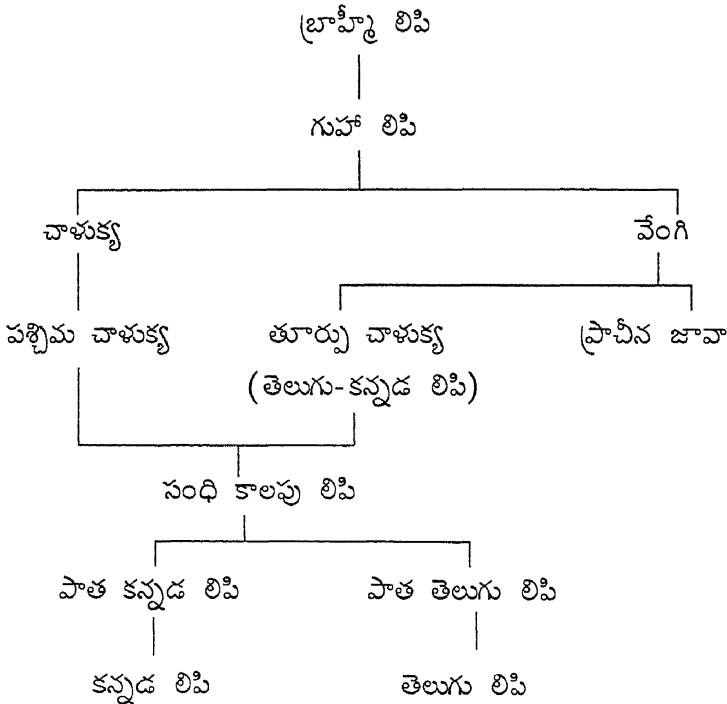 బ్రాహ్మీ లిపి
గుహా లిపి
చాళుక్య వేంగి
పశ్చిమ చాళుక్య తూర్పు చాళుక్య ప్రాచీన జావా
(తెలుగు-కన్నడ లిపి)
సంధి కాలపు లిపి
పాత కన్నడ లిపి పాత తెలుగు లిపి
కన్నడ లిపి తెలుగు లిపి